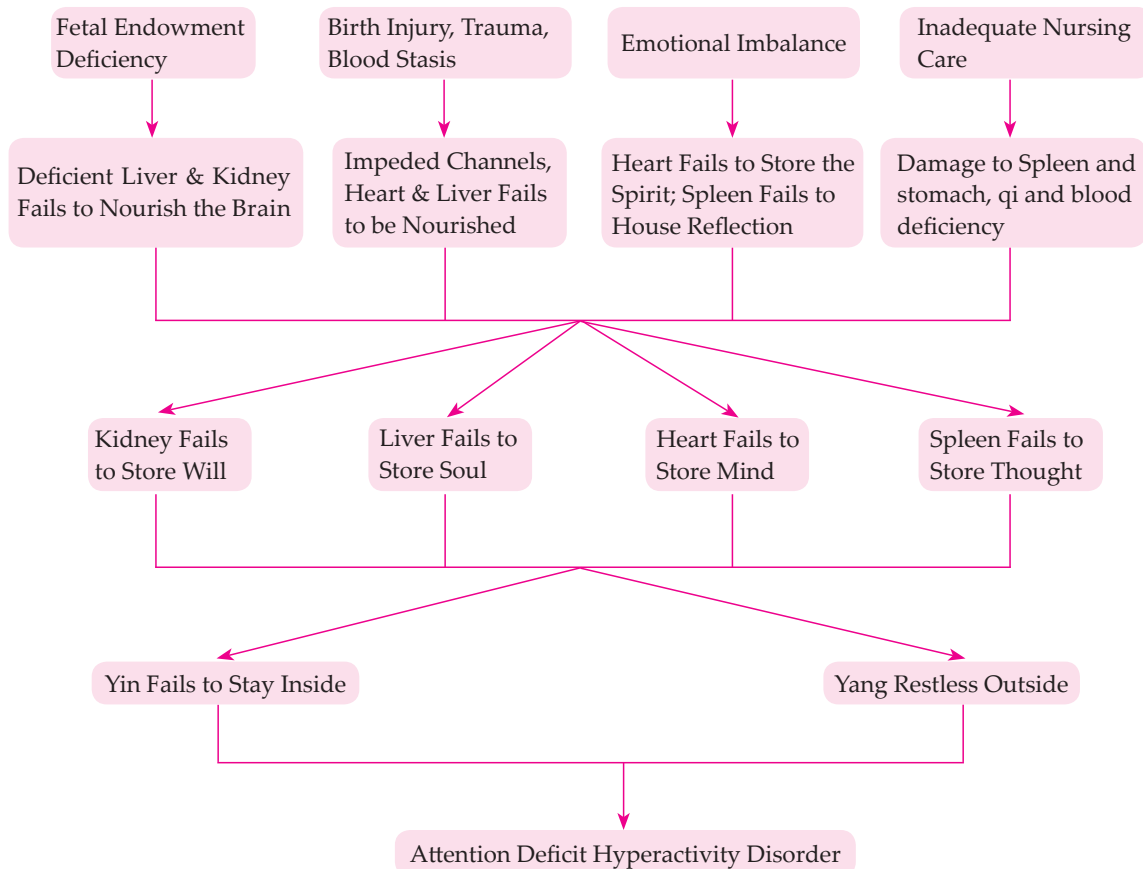 Fetal Endowment
Deficiency
Birth Injury, Trauma,
Blood Stasis
Emotional Imbalance
Inadequate Nursing
Care
Deficient Liver & Kidney
Fails to Nourish the Brain
Impeded Channels,
Heart & Liver Fails
to be Nourished
Heart Fails to Store the
Spirit; Spleen Fails to
House Reflection
Damage to Spleen and
stomach, qi and blood
deficiency
Kidney Fails
to Store Will
Liver Fails to
Store Soul
Heart Fails to
Store Mind
Spleen Fails to
Store Thought
Yin Fails to Stay Inside
Yang Restless Outside
Attention Deficit Hyperactivity Disorder